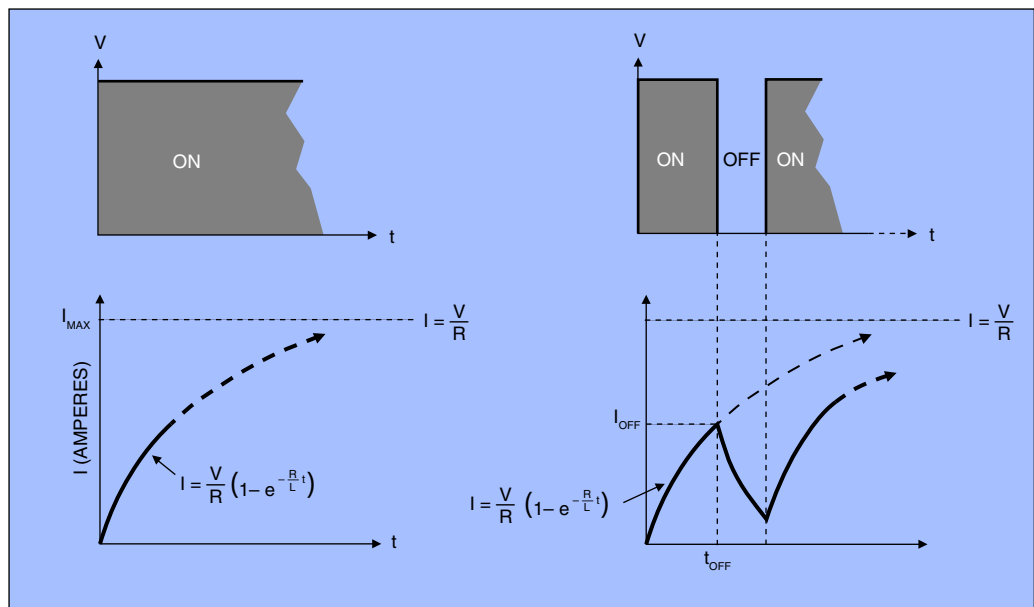 V
ON
t
I_MAX
I = V/R
I (AMPERES)
I = V/R (1– e^(–R/L t))
t
V
ON OFF ON
t
I = V/R
I_OFF
I = V/R (1– e^(–R/L t))
t_OFF